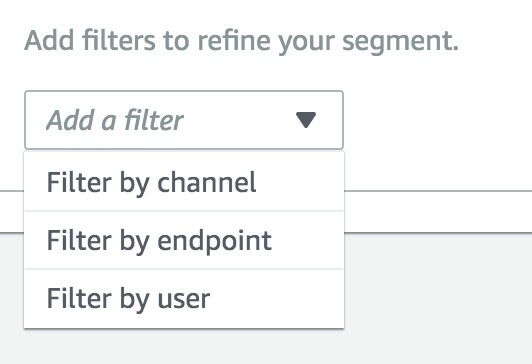 Add filters to refine your segment.
Add a filter
Filter by channel
Filter by endpoint
Filter by user